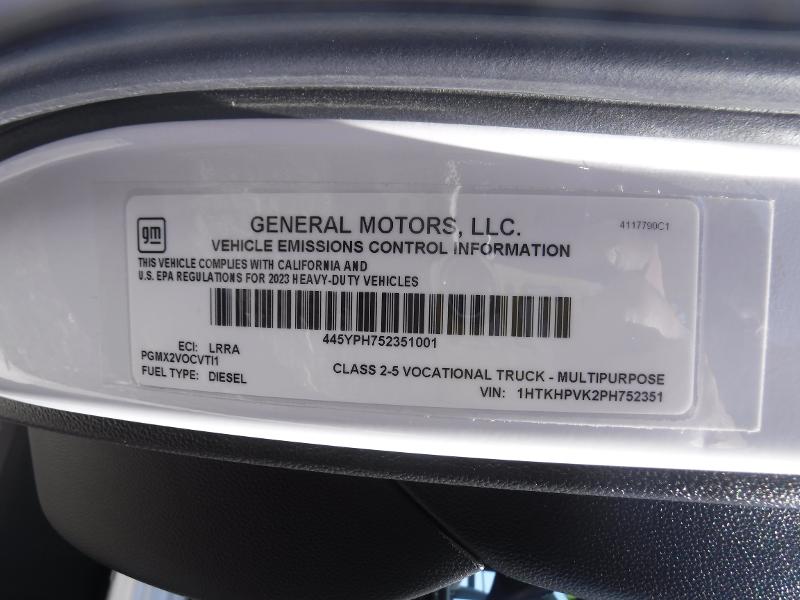 gm
GENERAL MOTORS, LLC.
4117790C1
VEHICLE EMISSIONS CONTROL INFORMATION
THIS VEHICLE COMPLIES WITH CALIFORNIA AND
U.S. EPA REGULATIONS FOR 2023 HEAVY-DUTY VEHICLES
445YPH752351001
ECI: LRRA
PGMX2VOCVTI1
FUEL TYPE: DIESEL
CLASS 2-5 VOCATIONAL TRUCK - MULTIPURPOSE
VIN: 1HTKHPVK2PH752351